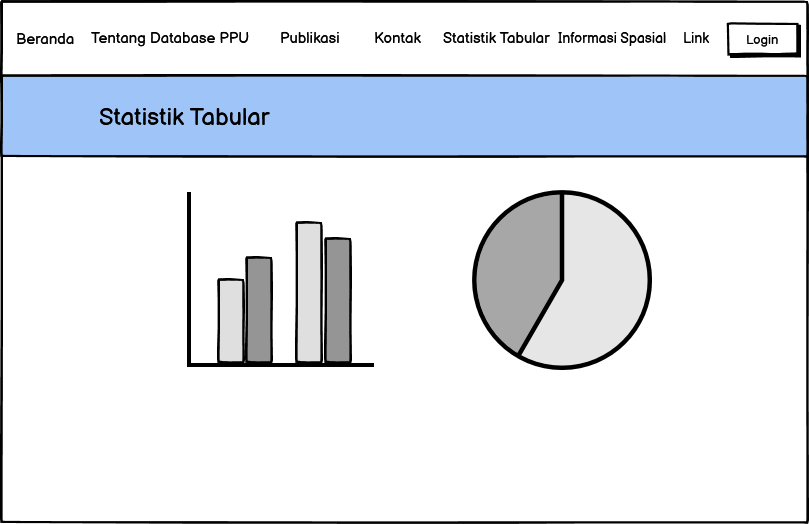 Beranda Tentang Database PPU Publikasi Kontak Statistik Tabular Informasi Spasial Link Login
Statistik Tabular